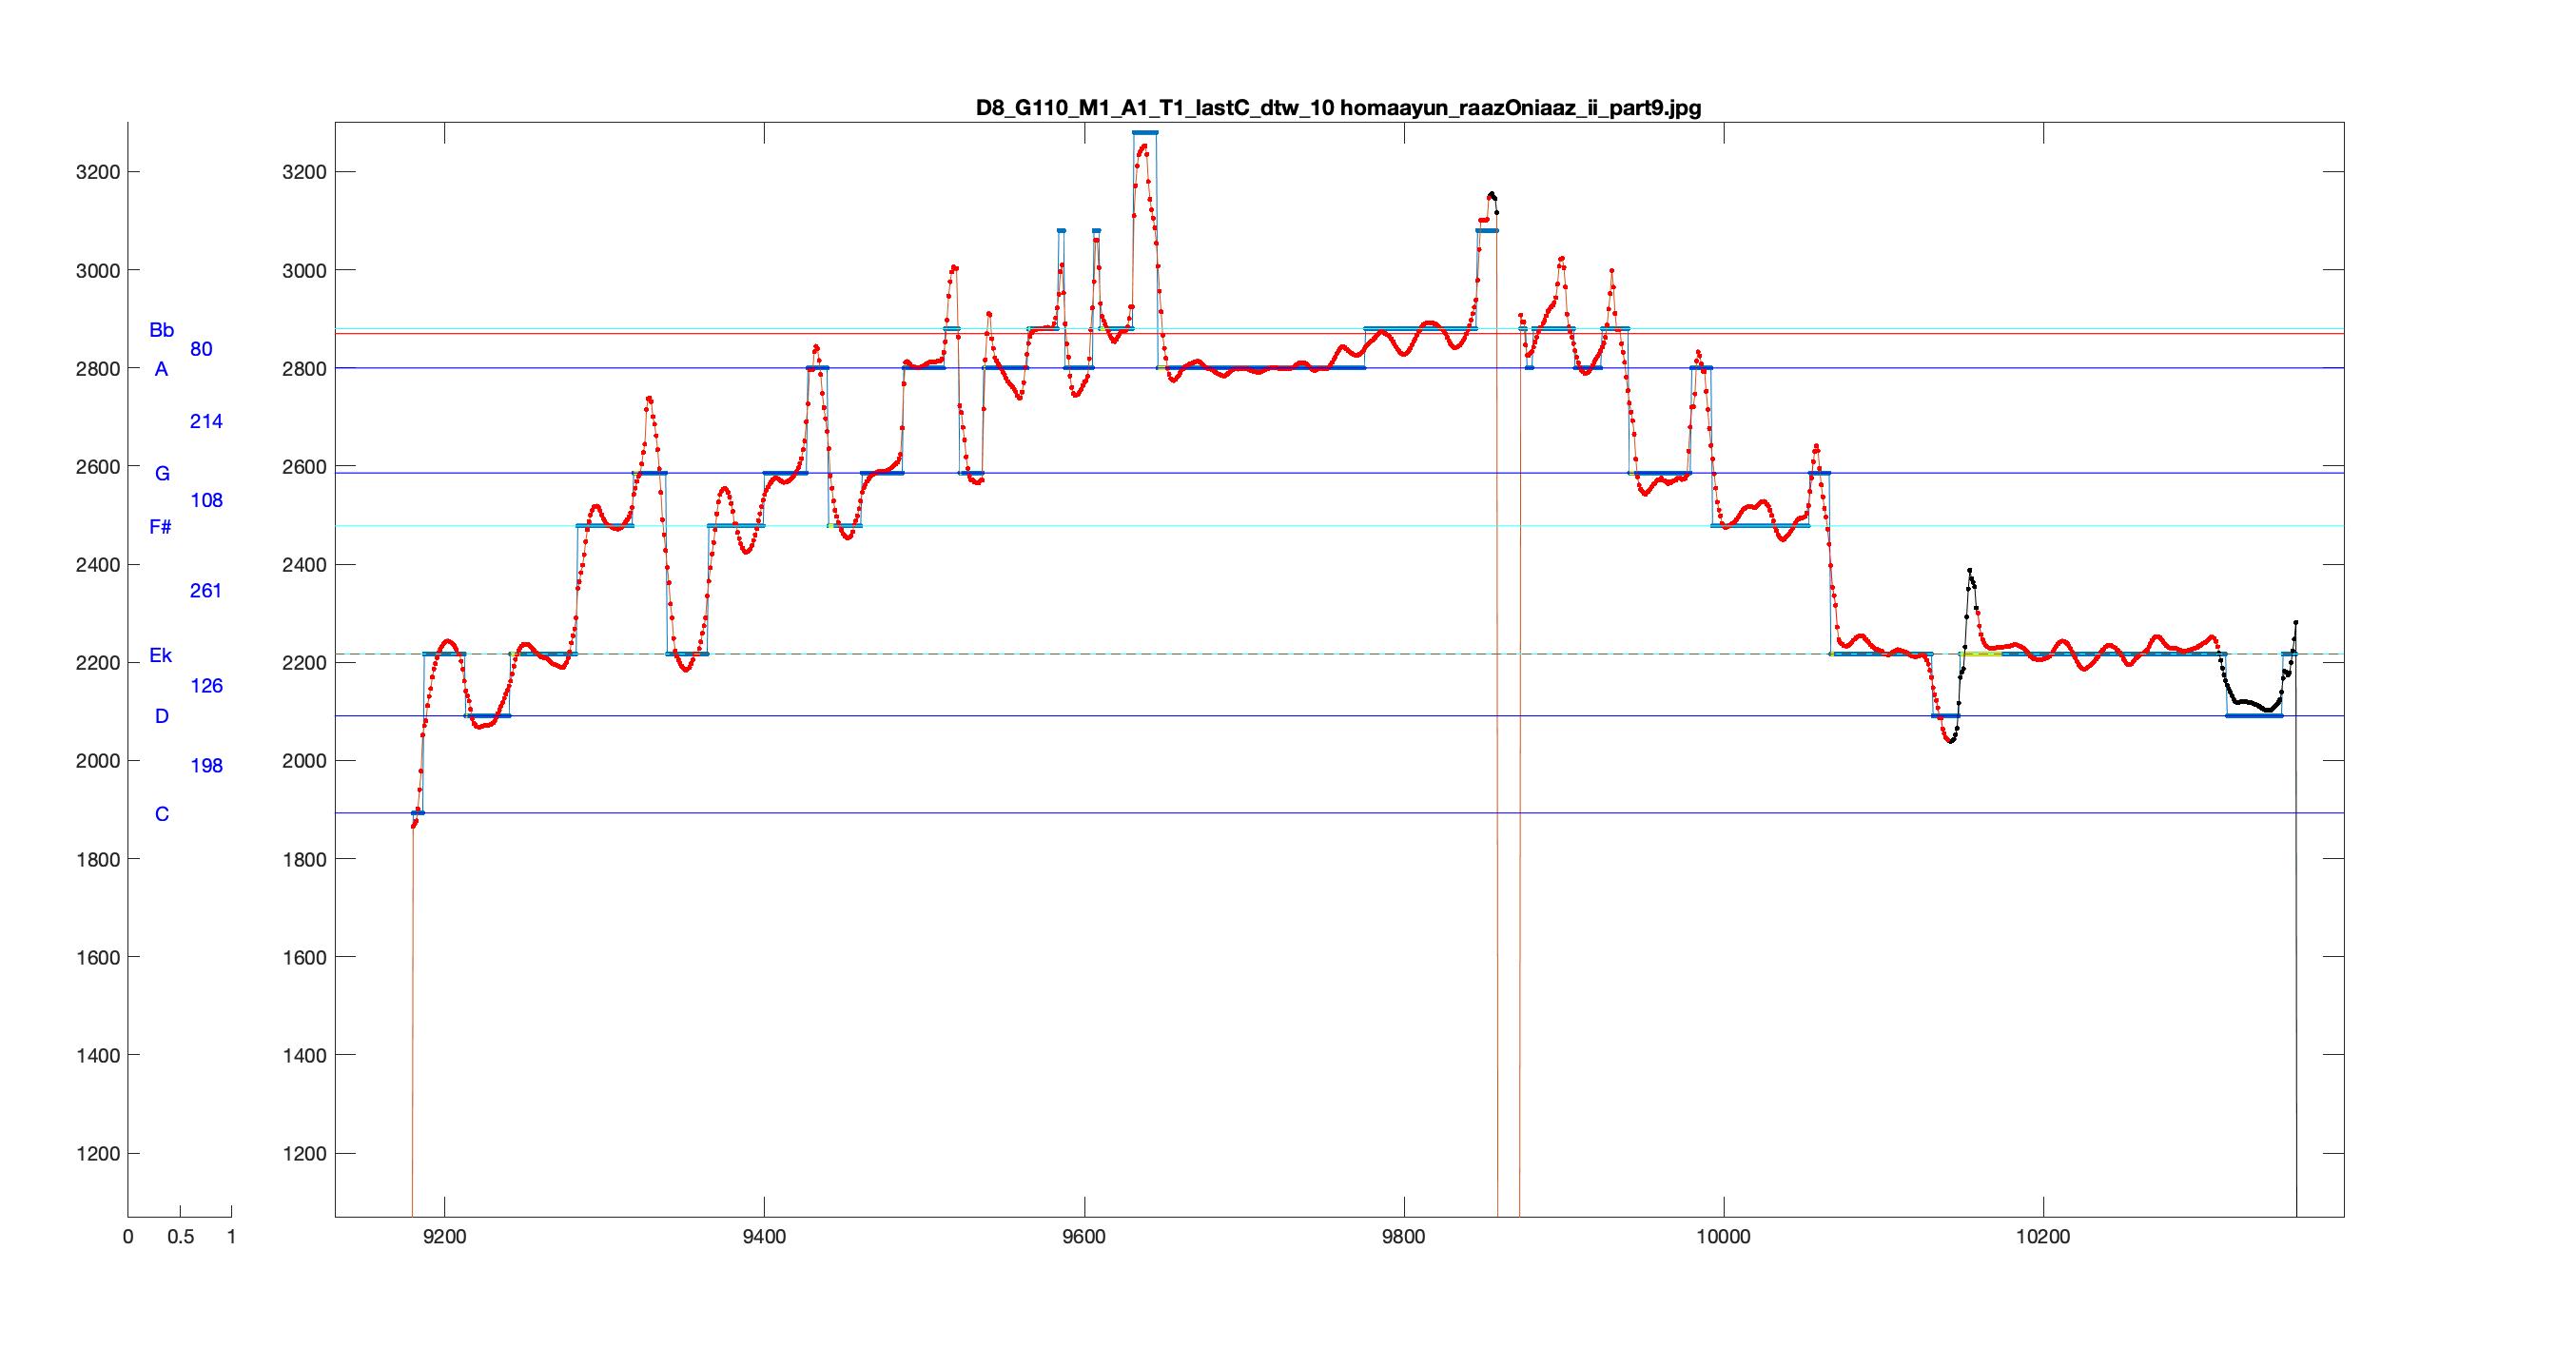 D8_G110_M1_A1_T1_lastC_dtw_10 homaayun_raazOniaaz_ii_part9.jpg
3200 3200
3000 3000
Bb
80
2800 A 2800
214
2600 G 2600
108
F#
2400 2400
261
2200 Ek 2200
126
D
2000 198 2000
C
1800 1800
1600 1600
1400 1400
1200 1200
0 0.5 1 9200 9400 9600 9800 10000 10200